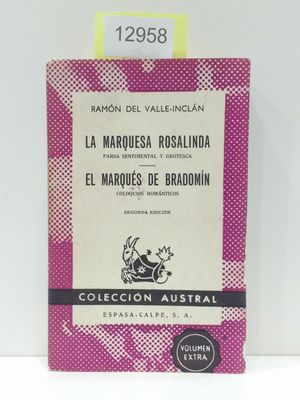 12958
RAMÓN DEL VALLE-INCLÁN
LA MARQUESA ROSALINDA
FARSA SENTIMENTAL Y GROTESCA
EL MARQUÉS DE BRADOMÍN
COLOQUIOS ROMÁNTICOS
SEGUNDA EDICIÓN
COLECCIÓN AUSTRAL
ESPASA-CALPE, S. A.
VOLUMEN
EXTRA